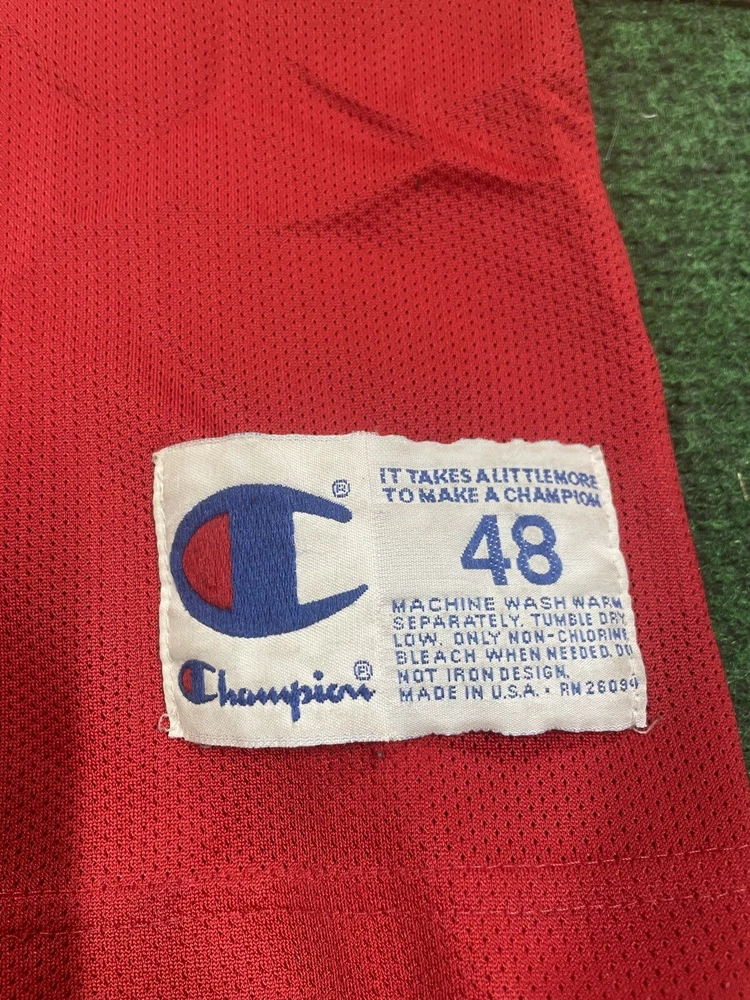 ®
Champion®
IT TAKES A LITTLE MORE
TO MAKE A CHAMPION
48
MACHINE WASH WARM
SEPARATELY. TUMBLE DRY
LOW. ONLY NON-CHLORINE
BLEACH WHEN NEEDED. DO
NOT IRON DESIGN.
MADE IN U.S.A. • RN 26094